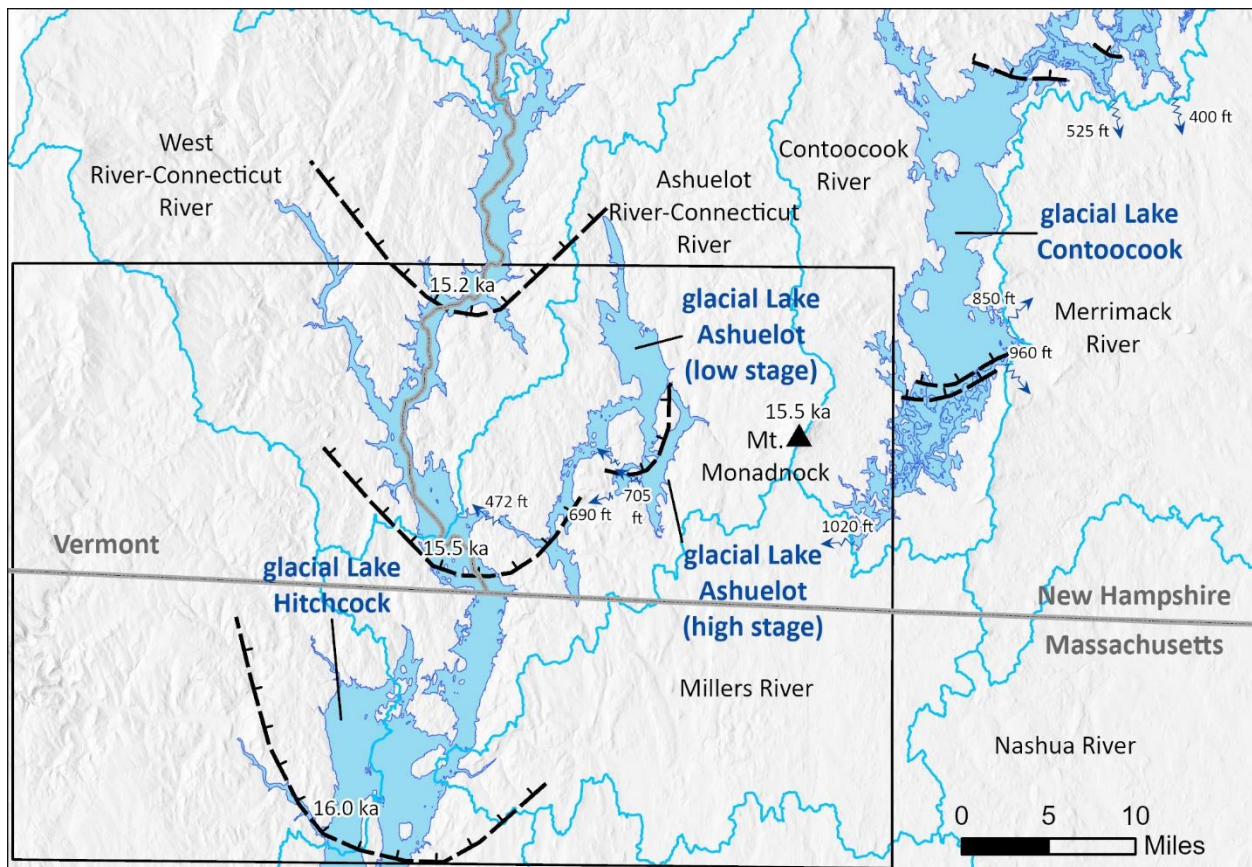 West
River-Connecticut
River
Contoocook
River
525 ft
400 ft
Ashuelot
River-Connecticut
River
glacial Lake
Contoocook
15.2 ka
glacial Lake
Ashuelot
(low stage)
850 ft
Merrimack
River
960 ft
15.5 ka
Mt.
Monadnock
472 ft
690 ft
705
ft
1020 ft
Vermont
15.5 ka
glacial Lake
Hitchcock
glacial Lake
Ashuelot
(high stage)
New Hampshire
Massachusetts
Millers River
Nashua River
16.0 ka
0 5 10
Miles